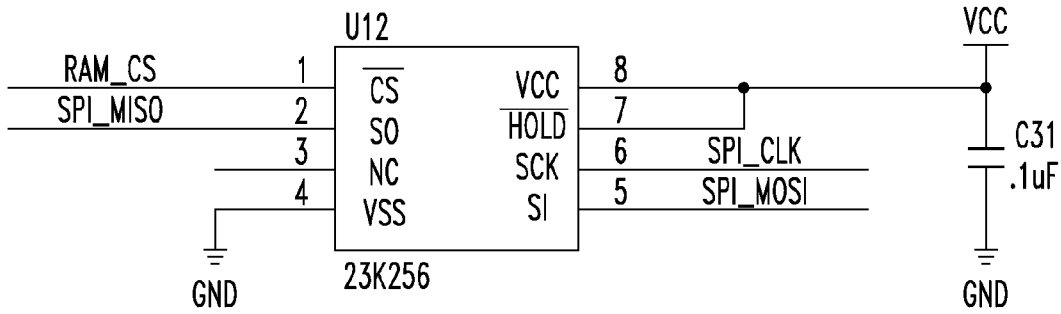 U12
VCC
RAM_CS 1 CS VCC 8
SPI_MISO 2 SO HOLD 7
3 NC SCK 6 SPI_CLK
4 VSS SI 5 SPI_MOSI
C31
.1uF
23K256
GND
GND